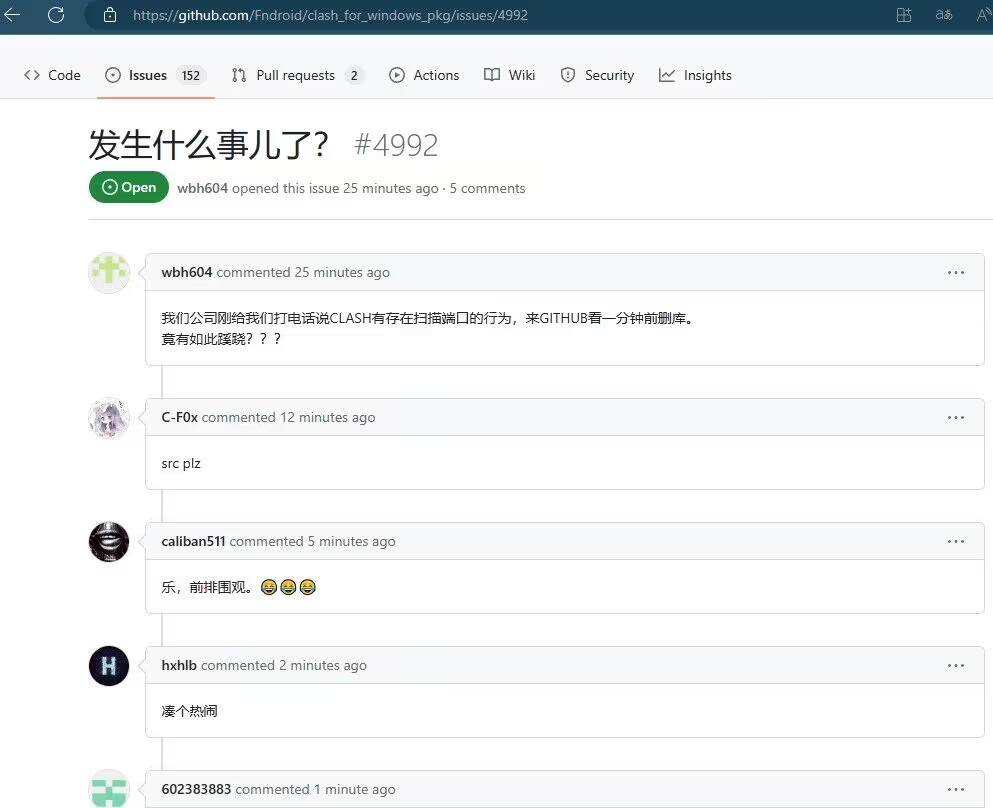 https://github.com/Fndroid/clash_for_windows_pkg/issues/4992
Code Issues 152 Pull requests 2 Actions Wiki Security Insights
发生什么事儿了？ #4992
Open wbh604 opened this issue 25 minutes ago · 5 comments
wbh604 commented 25 minutes ago
我们公司刚给我们打电话说CLASH有存在扫描端口的行为，来GITHUB看一分钟前删库。
竟有如此蹊跷？？？
C-F0x commented 12 minutes ago
src plz
caliban511 commented 5 minutes ago
乐，前排围观。😂😂😂
hxhlb commented 2 minutes ago
凑个热闹
602383883 commented 1 minute ago